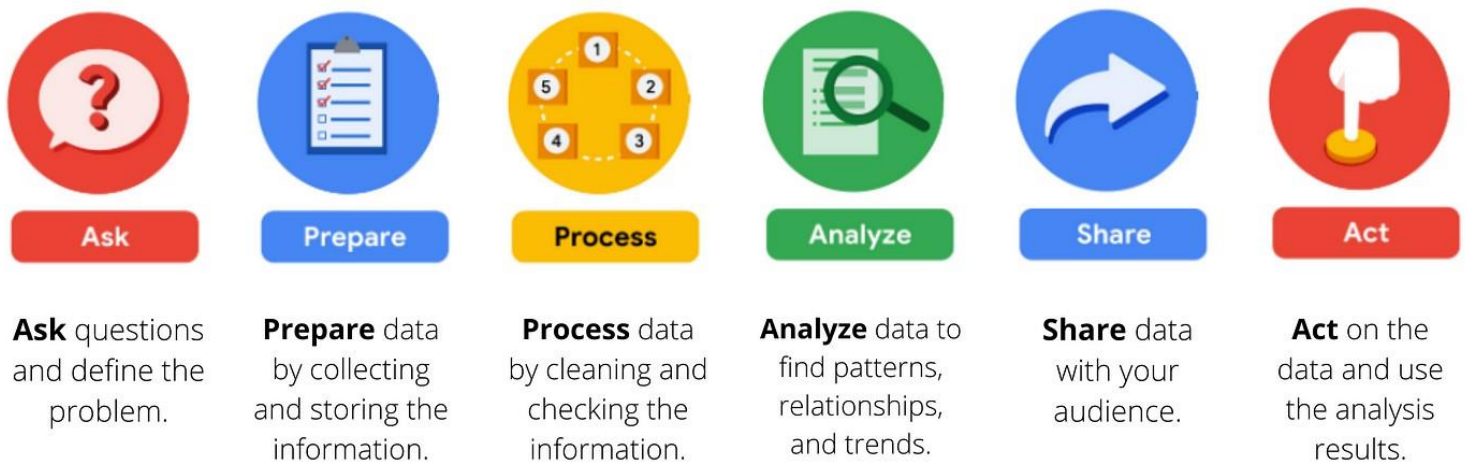 ?
1
5
2
4
3
Ask
Prepare
Process
Analyze
Share
Act
Ask questions
and define the
problem.
Prepare data
by collecting
and storing the
information.
Process data
by cleaning and
checking the
information.
Analyze data to
find patterns,
relationships,
and trends.
Share data
with your
audience.
Act on the
data and use
the analysis
results.